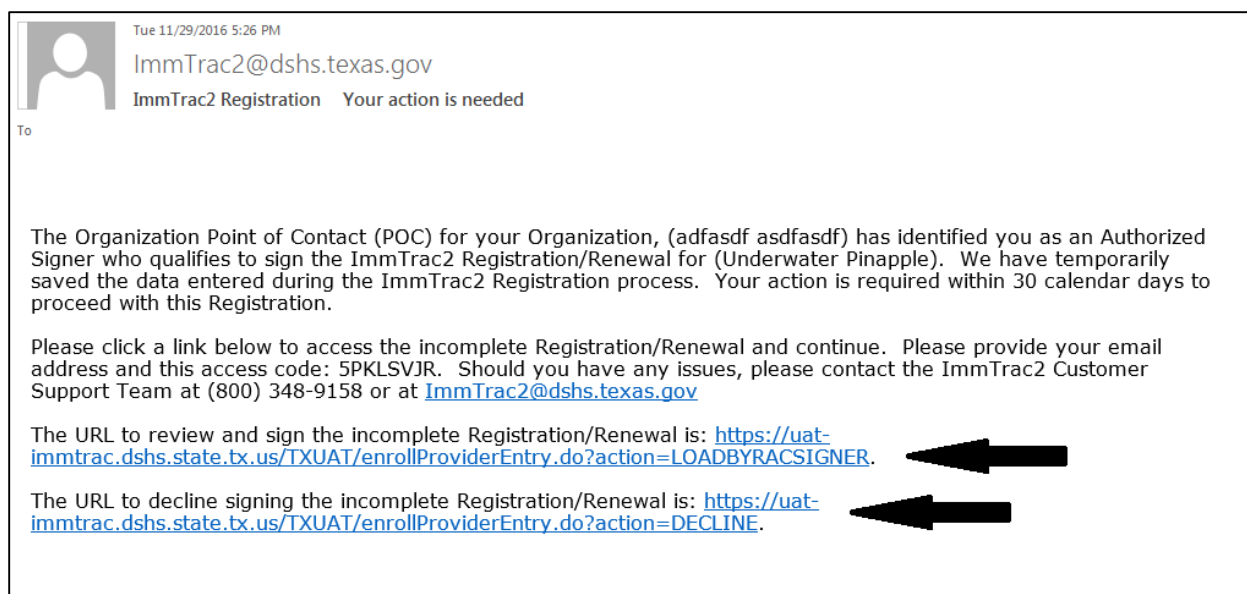 Tue 11/29/2016 5:26 PM
ImmTrac2@dshs.texas.gov
ImmTrac2 Registration Your action is needed
To
The Organization Point of Contact (POC) for your Organization, (adfasdf asdfasdf) has identified you as an Authorized
Signer who qualifies to sign the ImmTrac2 Registration/Renewal for (Underwater Pinapple). We have temporarily
saved the data entered during the ImmTrac2 Registration process. Your action is required within 30 calendar days to
proceed with this Registration.
Please click a link below to access the incomplete Registration/Renewal and continue. Please provide your email
address and this access code: 5PKLSVJR. Should you have any issues, please contact the ImmTrac2 Customer
Support Team at (800) 348-9158 or at ImmTrac2@dshs.texas.gov
The URL to review and sign the incomplete Registration/Renewal is: https://uat-
immtrac.dshs.state.tx.us/TXUAT/enrollProviderEntry.do?action=LOADBYRACSIGNER.
The URL to decline signing the incomplete Registration/Renewal is: https://uat-
immtrac.dshs.state.tx.us/TXUAT/enrollProviderEntry.do?action=DECLINE.